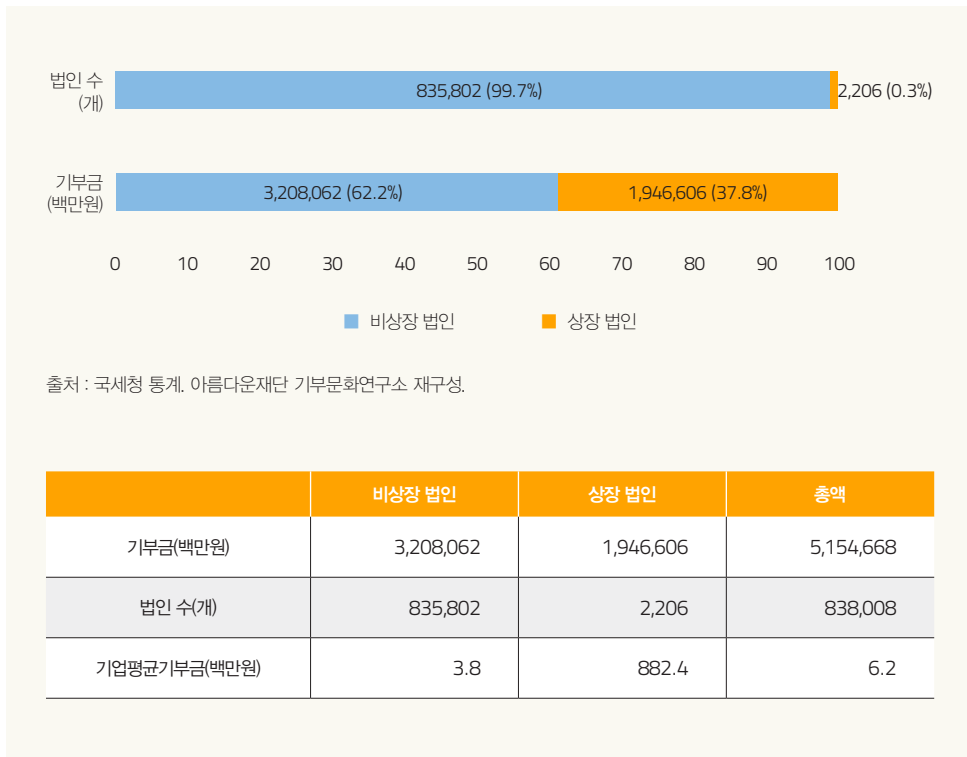 법인 수
(개)
835,802 (99.7%)
2,206 (0.3%)
기부금
(백만원)
3,208,062 (62.2%)
1,946,606 (37.8%)
0 10 20 30 40 50 60 70 80 90 100
비상장 법인 상장 법인
출처 : 국세청 통계. 아름다운재단 기부문화연구소 재구성.
비상장 법인 상장 법인 총액
기부금(백만원) 3,208,062 1,946,606 5,154,668
법인 수(개) 835,802 2,206 838,008
기업평균기부금(백만원) 3.8 882.4 6.2